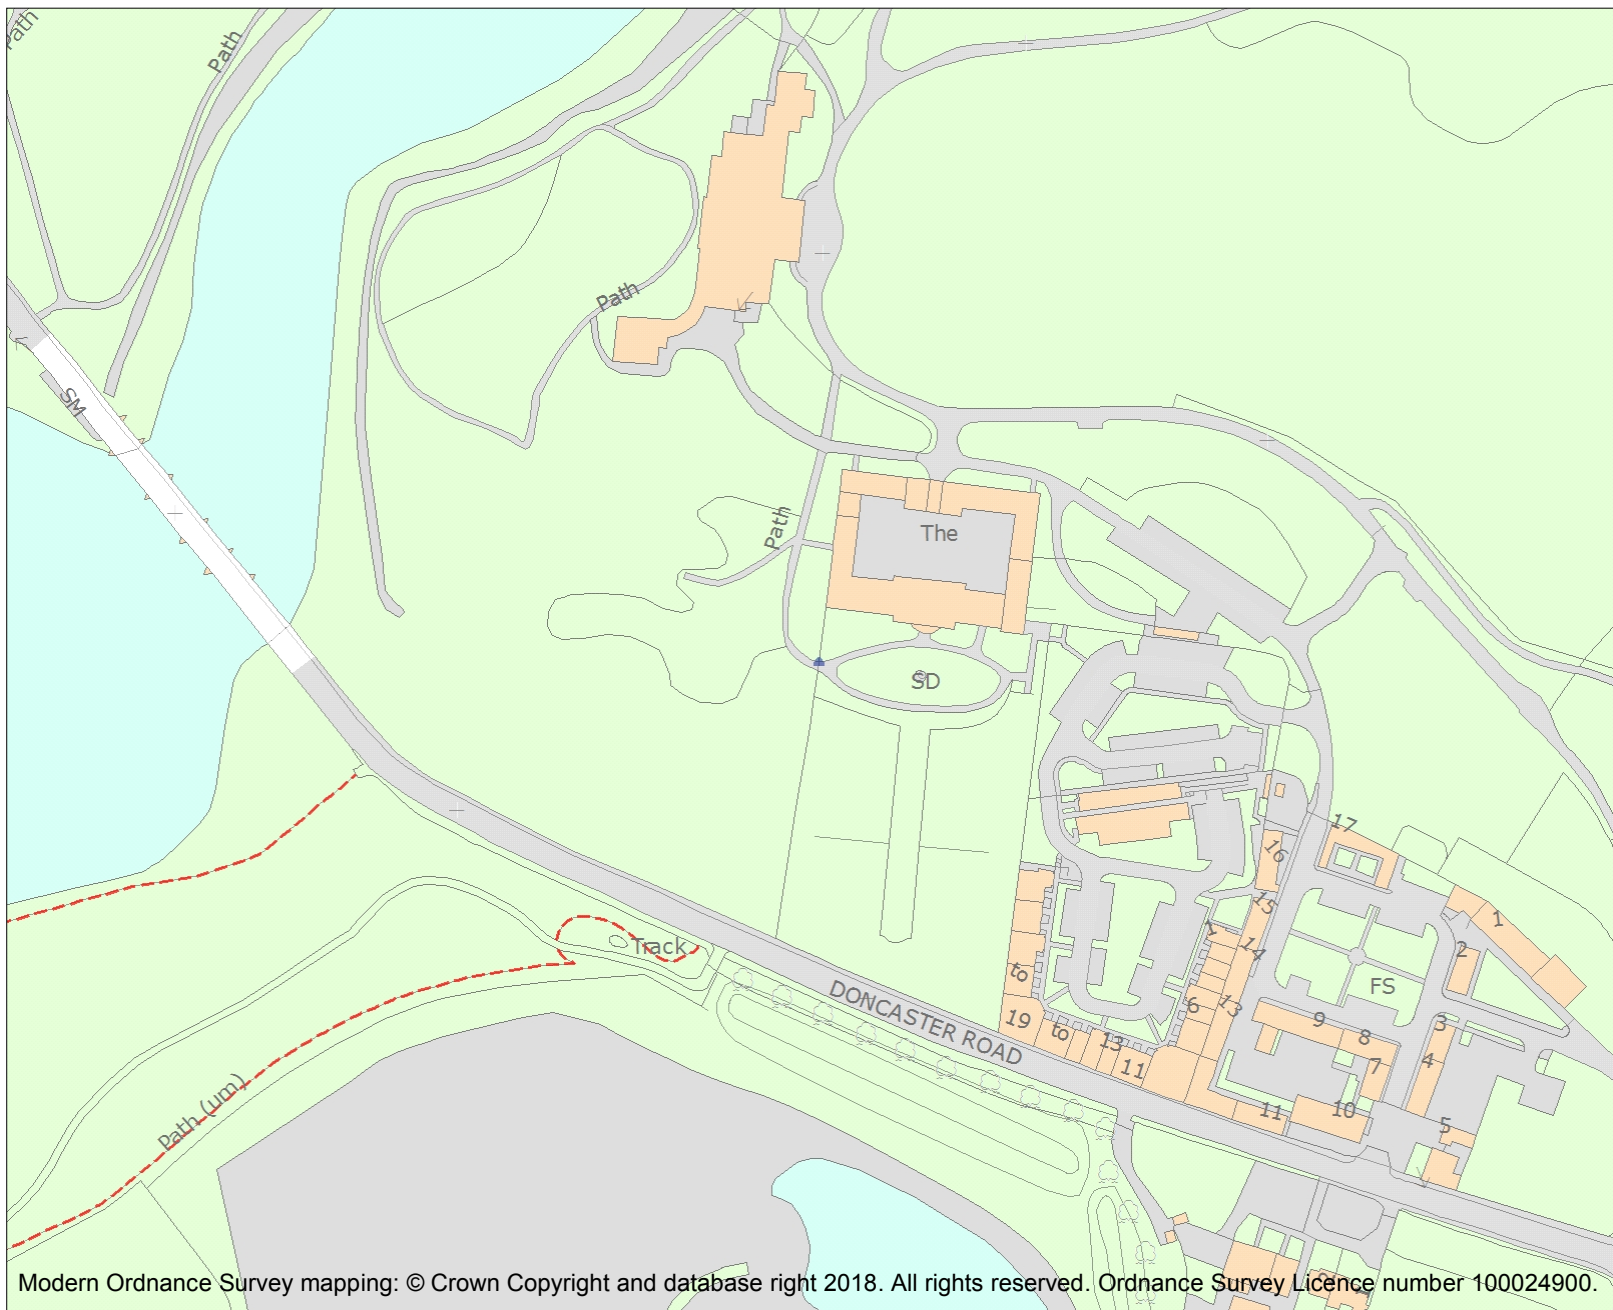 Path
Path
Path
SM
Path
The
SD
17
16
15
14
1
1
2
to
13
6
FS
19
to
13
11
9
8
7
3
4
11
10
5
Track
DONCASTER ROAD
Path (um)
Modern Ordnance Survey mapping: © Crown Copyright and database right 2018. All rights reserved. Ordnance Survey Licence number 100024900.